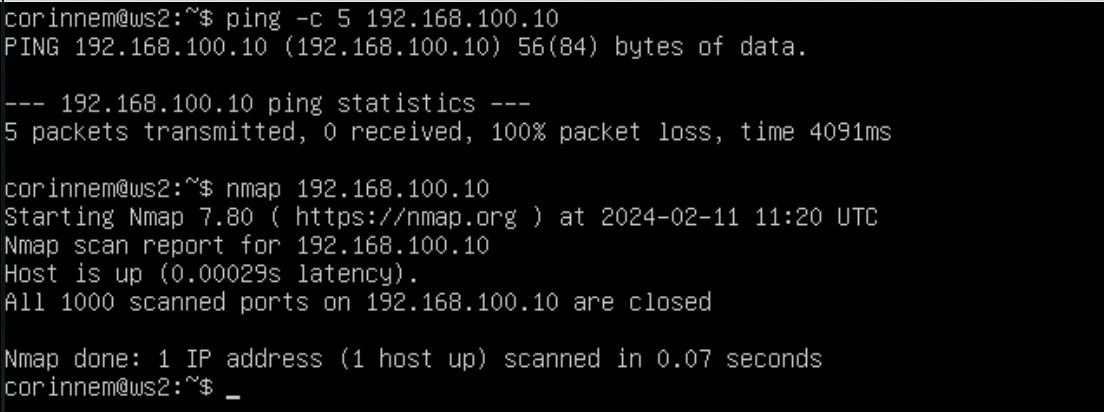 corinnem@ws2:~$ ping -c 5 192.168.100.10
PING 192.168.100.10 (192.168.100.10) 56(84) bytes of data.
--- 192.168.100.10 ping statistics ---
5 packets transmitted, 0 received, 100% packet loss, time 4091ms
corinnem@ws2:~$ nmap 192.168.100.10
Starting Nmap 7.80 ( https://nmap.org ) at 2024-02-11 11:20 UTC
Nmap scan report for 192.168.100.10
Host is up (0.00029s latency).
All 1000 scanned ports on 192.168.100.10 are closed
Nmap done: 1 IP address (1 host up) scanned in 0.07 seconds
corinnem@ws2:~$ _